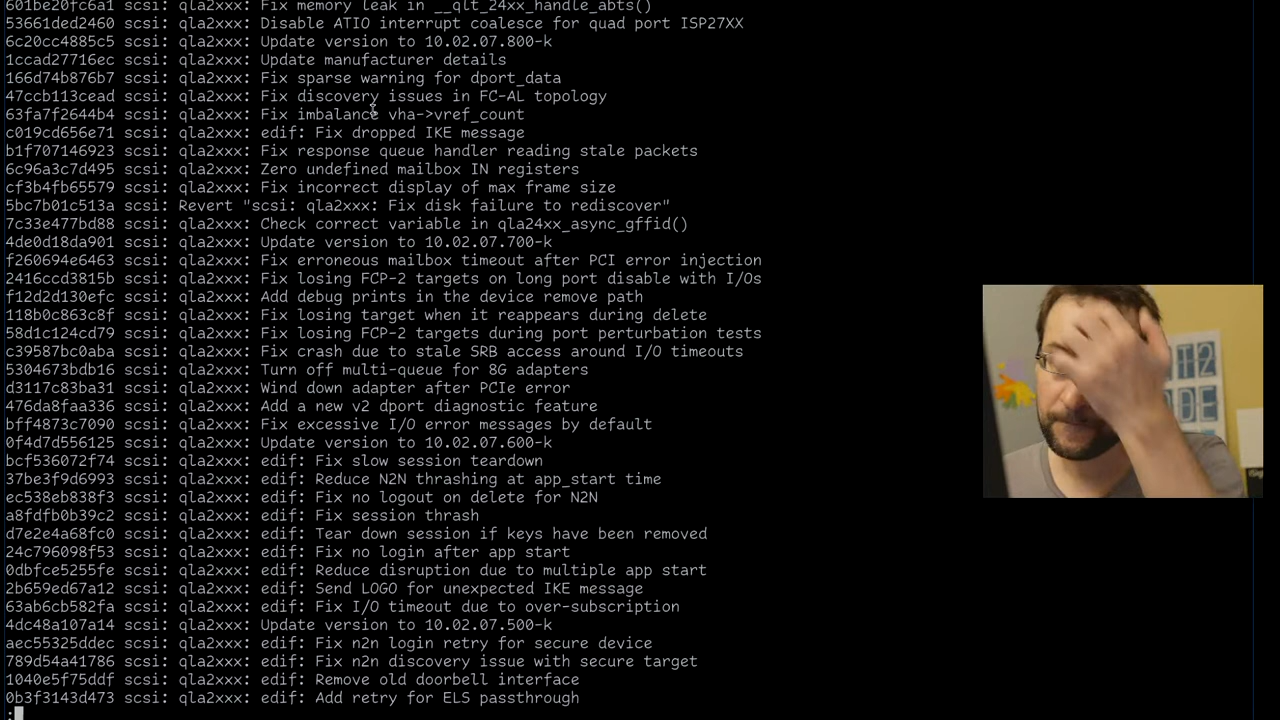 601be20fc6a1 scsi: qla2xxx: Fix memory leak in __qlt_24xx_handle_abts()
53661ded2460 scsi: qla2xxx: Disable ATIO interrupt coalesce for quad port ISP27XX
6c20cc4885c5 scsi: qla2xxx: Update version to 10.02.07.800-k
1ccad27716ec scsi: qla2xxx: Update manufacturer details
166d74b876b7 scsi: qla2xxx: Fix sparse warning for dport_data
47ccb113cead scsi: qla2xxx: Fix discovery issues in FC-AL topology
63fa7f2644b4 scsi: qla2xxx: Fix imbalance vha->vref_count
c019cd656e71 scsi: qla2xxx: edif: Fix dropped IKE message
b1f707146923 scsi: qla2xxx: Fix response queue handler reading stale packets
6c96a3c7d495 scsi: qla2xxx: Zero undefined mailbox IN registers
cf3b4fb65579 scsi: qla2xxx: Fix incorrect display of max frame size
5bc7b01c513a scsi: Revert "scsi: qla2xxx: Fix disk failure to rediscover"
7c33e477bd88 scsi: qla2xxx: Check correct variable in qla24xx_async_gffid()
4de0d18da901 scsi: qla2xxx: Update version to 10.02.07.700-k
f260694e6463 scsi: qla2xxx: Fix erroneous mailbox timeout after PCI error injection
2416ccd3815b scsi: qla2xxx: Fix losing FCP-2 targets on long port disable with I/Os
f12d2d130efc scsi: qla2xxx: Add debug prints in the device remove path
118b0c863c8f scsi: qla2xxx: Fix losing target when it reappears during delete
58d1c124cd79 scsi: qla2xxx: Fix losing FCP-2 targets during port perturbation tests
c39587bc0aba scsi: qla2xxx: Fix crash due to stale SRB access around I/O timeouts
5304673bdb16 scsi: qla2xxx: Turn off multi-queue for 8G adapters
d3117c83ba31 scsi: qla2xxx: Wind down adapter after PCIe error
476da8faa336 scsi: qla2xxx: Add a new v2 dport diagnostic feature
bff4873c7090 scsi: qla2xxx: Fix excessive I/O error messages by default
0f4d7d556125 scsi: qla2xxx: Update version to 10.02.07.600-k
bcf536072f74 scsi: qla2xxx: edif: Fix slow session teardown
37be3f9d6993 scsi: qla2xxx: edif: Reduce N2N thrashing at app_start time
ec538eb838f3 scsi: qla2xxx: edif: Fix no logout on delete for N2N
a8fdfb0b39c2 scsi: qla2xxx: edif: Fix session thrash
d7e2e4a68fc0 scsi: qla2xxx: edif: Tear down session if keys have been removed
24c796098f53 scsi: qla2xxx: edif: Fix no login after app start
0dbfce5255fe scsi: qla2xxx: edif: Reduce disruption due to multiple app start
2b659ed67a12 scsi: qla2xxx: edif: Send LOGO for unexpected IKE message
63ab6cb582fa scsi: qla2xxx: edif: Fix I/O timeout due to over-subscription
4dc48a107a14 scsi: qla2xxx: Update version to 10.02.07.500-k
aec55325ddec scsi: qla2xxx: edif: Fix n2n login retry for secure device
789d54a41786 scsi: qla2xxx: edif: Fix n2n discovery issue with secure target
1040e5f75ddf scsi: qla2xxx: edif: Remove old doorbell interface
0b3f3143d473 scsi: qla2xxx: edif: Add retry for ELS passthrough
: